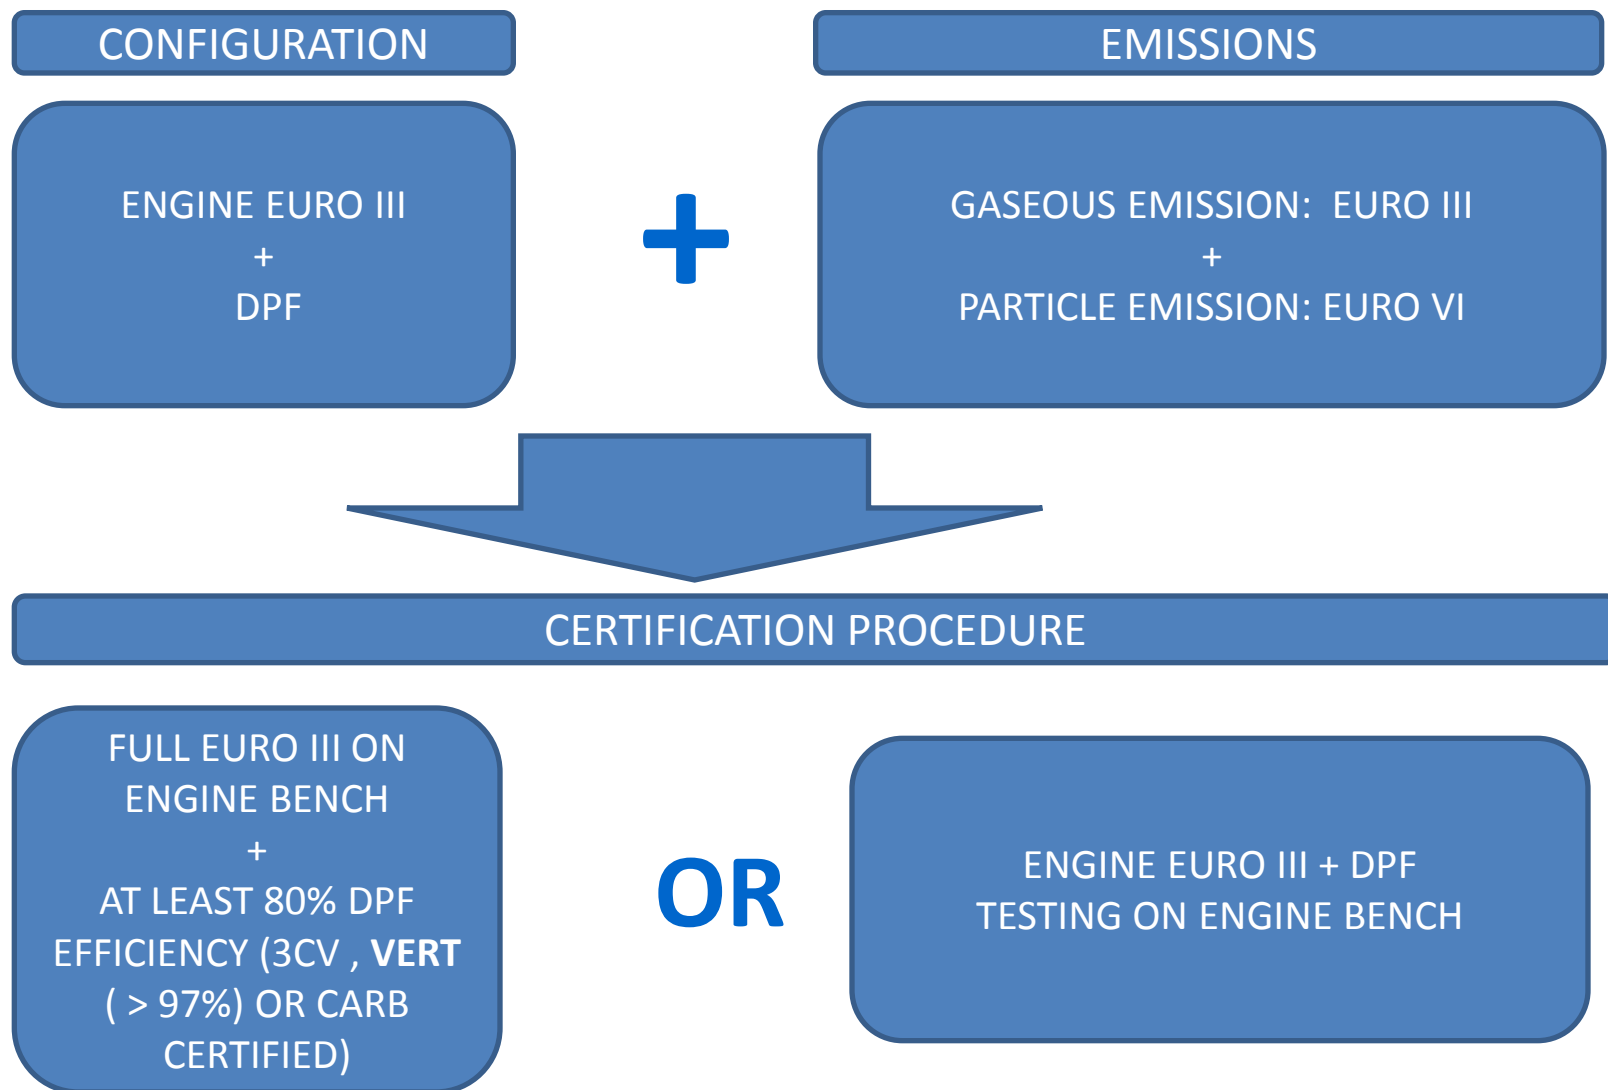 CONFIGURATION
EMISSIONS
ENGINE EURO III
+
DPF
+
GASEOUS EMISSION:  EURO III
+
PARTICLE EMISSION: EURO VI
CERTIFICATION PROCEDURE
FULL EURO III ON
ENGINE BENCH
+
AT LEAST 80% DPF
EFFICIENCY (3CV , VERT
( > 97%) OR CARB
CERTIFIED)
OR
ENGINE EURO III + DPF
TESTING ON ENGINE BENCH